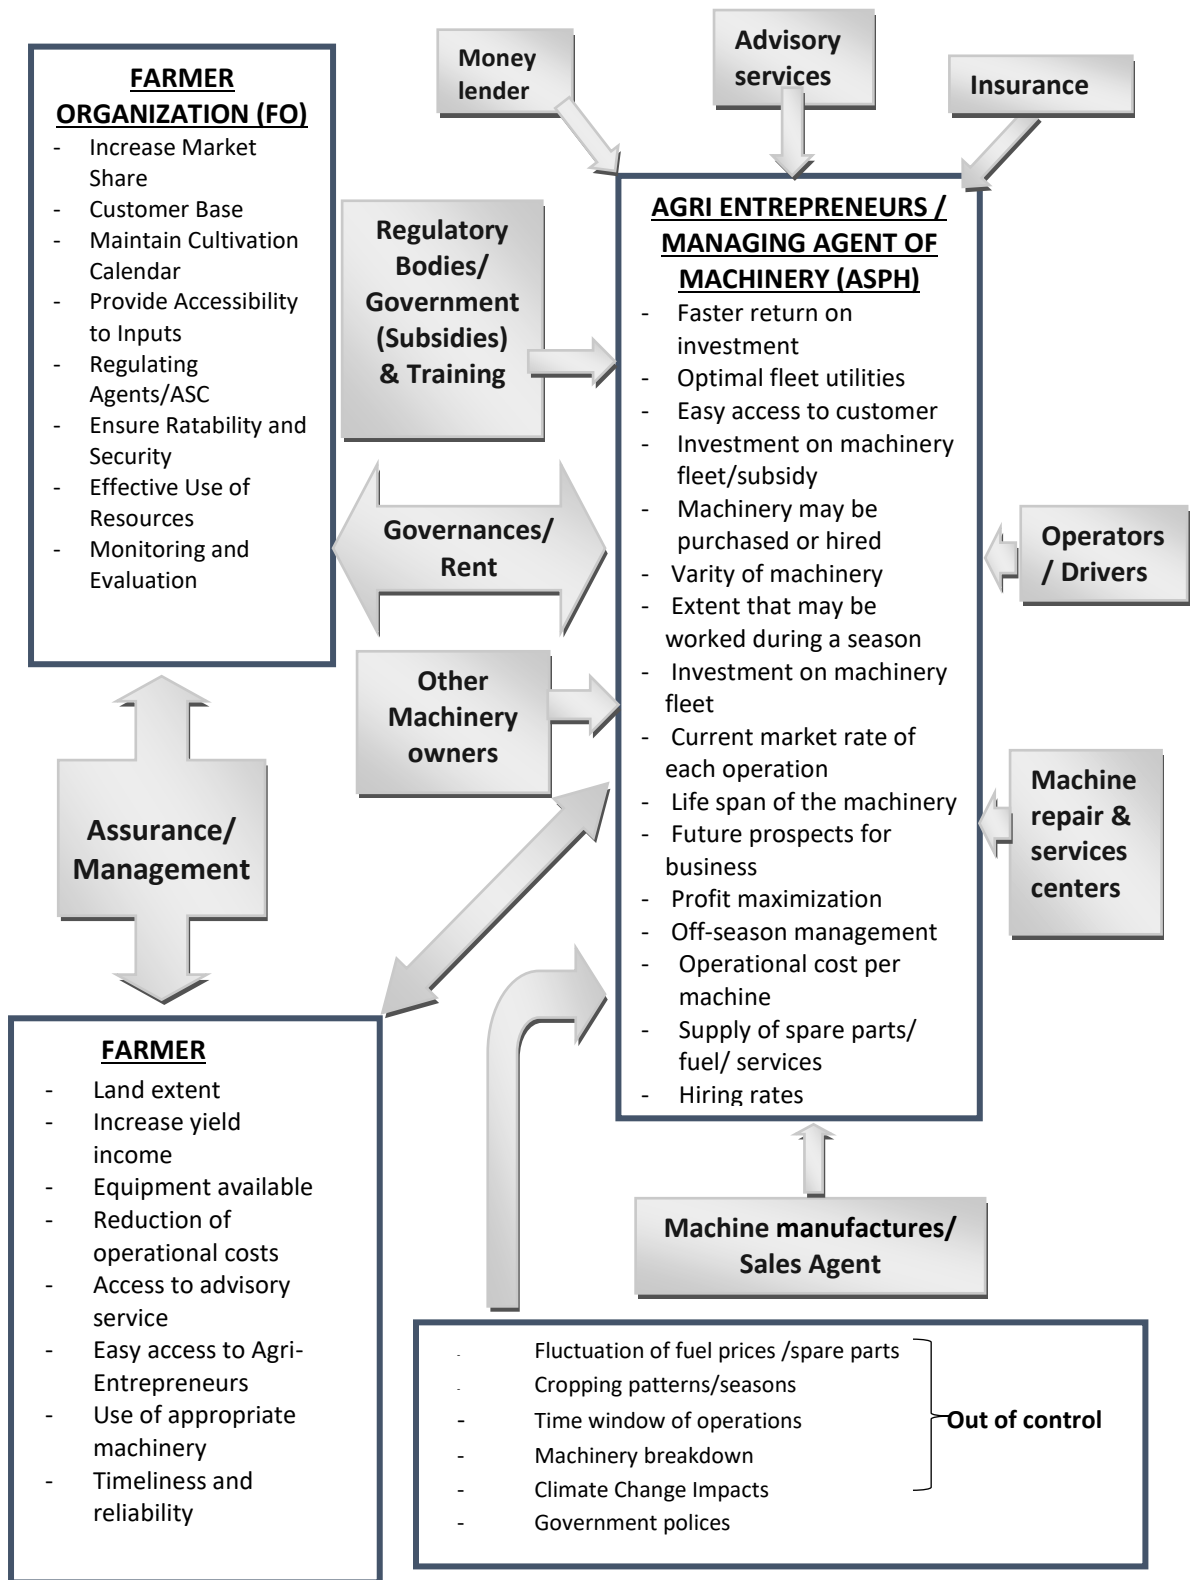 FARMER
ORGANIZATION (FO)
- Increase Market
Share
- Customer Base
- Maintain Cultivation
Calendar
- Provide Accessibility
to Inputs
- Regulating
Agents/ASC
- Ensure Ratability and
Security
- Effective Use of
Resources
- Monitoring and
Evaluation
Money
lender
Advisory
services
Insurance
Regulatory
Bodies/
Government
(Subsidies)
& Training
Governances/
Rent
Other
Machinery
owners
AGRI ENTREPRENEURS /
MANAGING AGENT OF
MACHINERY (ASPH)
- Faster return on
investment
- Optimal fleet utilities
- Easy access to customer
- Investment on machinery
fleet/subsidy
- Machinery may be
purchased or hired
- Varity of machinery
- Extent that may be
worked during a season
- Investment on machinery
fleet
- Current market rate of
each operation
- Life span of the machinery
- Future prospects for
business
- Profit maximization
- Off-season management
- Operational cost per
machine
- Supply of spare parts/
fuel/ services
- Hiring rates
Operators
/ Drivers
Machine
repair &
services
centers
Assurance/
Management
FARMER
- Land extent
- Increase yield
income
- Equipment available
- Reduction of
operational costs
- Access to advisory
service
- Easy access to Agri-
Entrepreneurs
- Use of appropriate
machinery
- Timeliness and
reliability
Machine manufactures/
Sales Agent
- Fluctuation of fuel prices /spare parts
- Cropping patterns/seasons
- Time window of operations
- Machinery breakdown
- Climate Change Impacts
- Government polices
Out of control